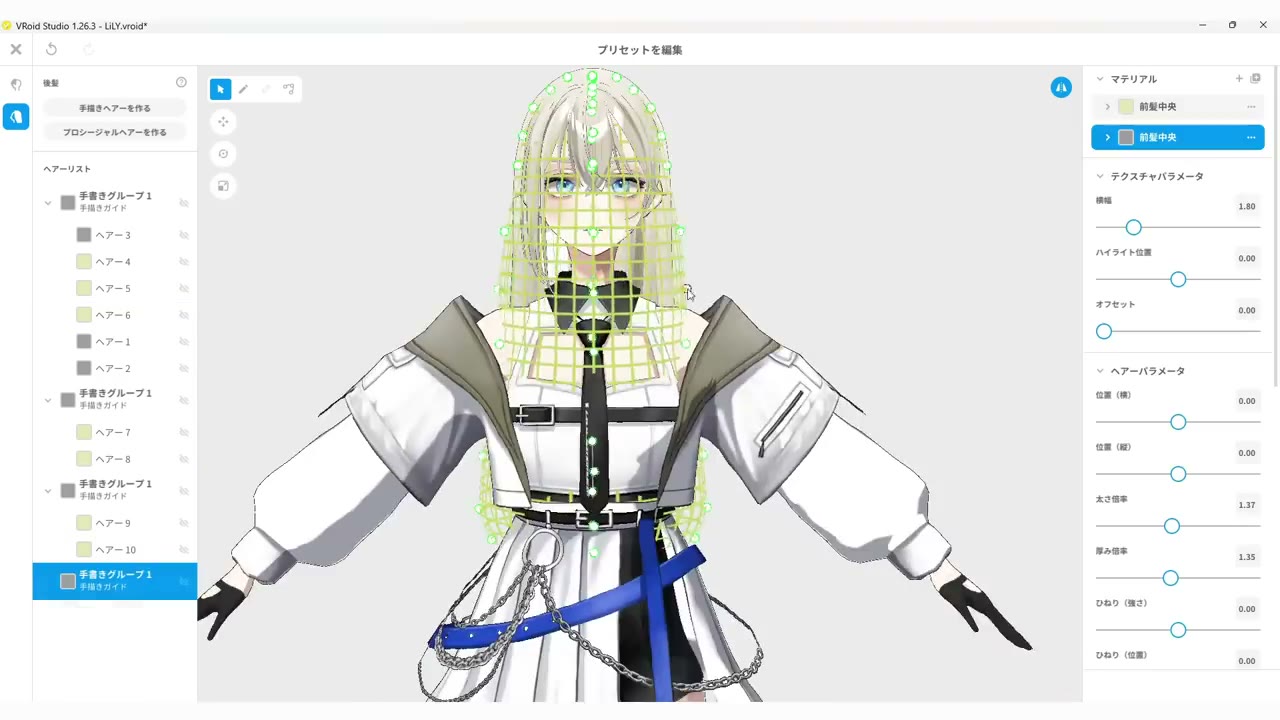 VRoid Studio 1.26.3 - LiLY.vroid*
プリセットを編集
後髪
手描きヘアーを作る
プロシージャルヘアーを作る
ヘアーリスト
手書きグループ 1
手描きガイド
ヘアー 3
ヘアー 4
ヘアー 5
ヘアー 6
ヘアー 1
ヘアー 2
手書きグループ 1
手描きガイド
ヘアー 7
ヘアー 8
手書きグループ 1
手描きガイド
ヘアー 9
ヘアー 10
手書きグループ 1
手描きガイド
マテリアル
前髪中央
前髪中央
テクスチャパラメータ
横幅
1.80
ハイライト位置
0.00
オフセット
0.00
ヘアーパラメータ
位置（横）
0.00
位置（縦）
0.00
太さ倍率
1.37
厚み倍率
1.35
ひねり（強さ）
0.00
ひねり（位置）
0.00